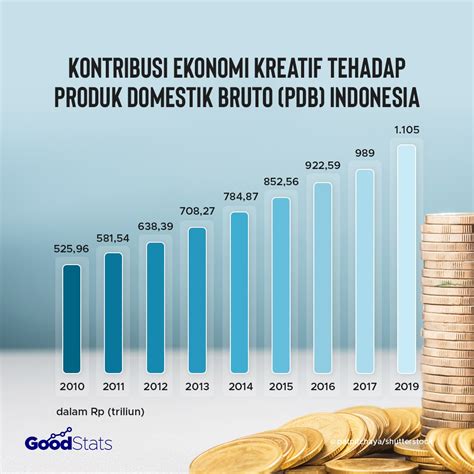 KONTRIBUSI EKONOMI KREATIF TEHADAP
PRODUK DOMESTIK BRUTO (PDB) INDONESIA
1.105
989
922,59
852,56
784,87
708,27
638,39
581,54
525,96
2010 2011 2012 2013 2014 2015 2016 2017 2019
dalam Rp (triliun)
GoodStats
/shutterstock